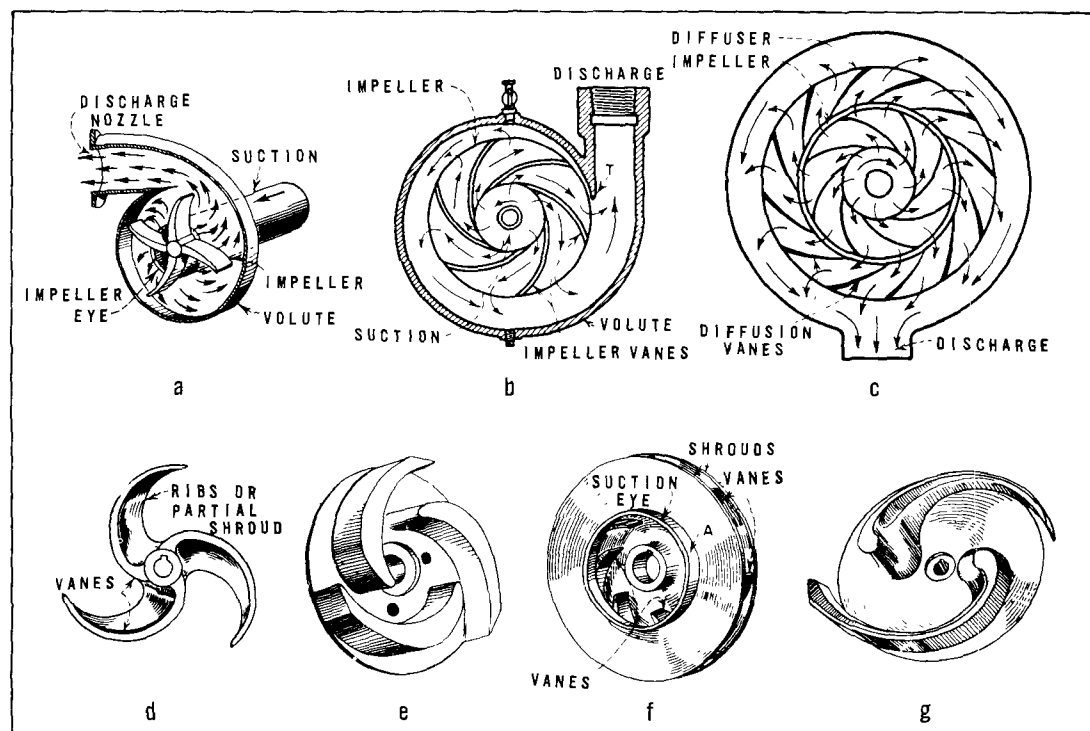 DISCHARGE
NOZZLE
SUCTION
IMPELLER
IMPELLER
EYE
VOLUTE
a
IMPELLER
DISCHARGE
T
SUCTION
VOLUTE
IMPELLER VANES
b
DIFFUSER
IMPELLER
DIFFUSION
VANES
DISCHARGE
c
RIBS OR
PARTIAL
SHROUD
VANES
d
e
SHROUDS
VANES
SUCTION
EYE
A
VANES
f
g